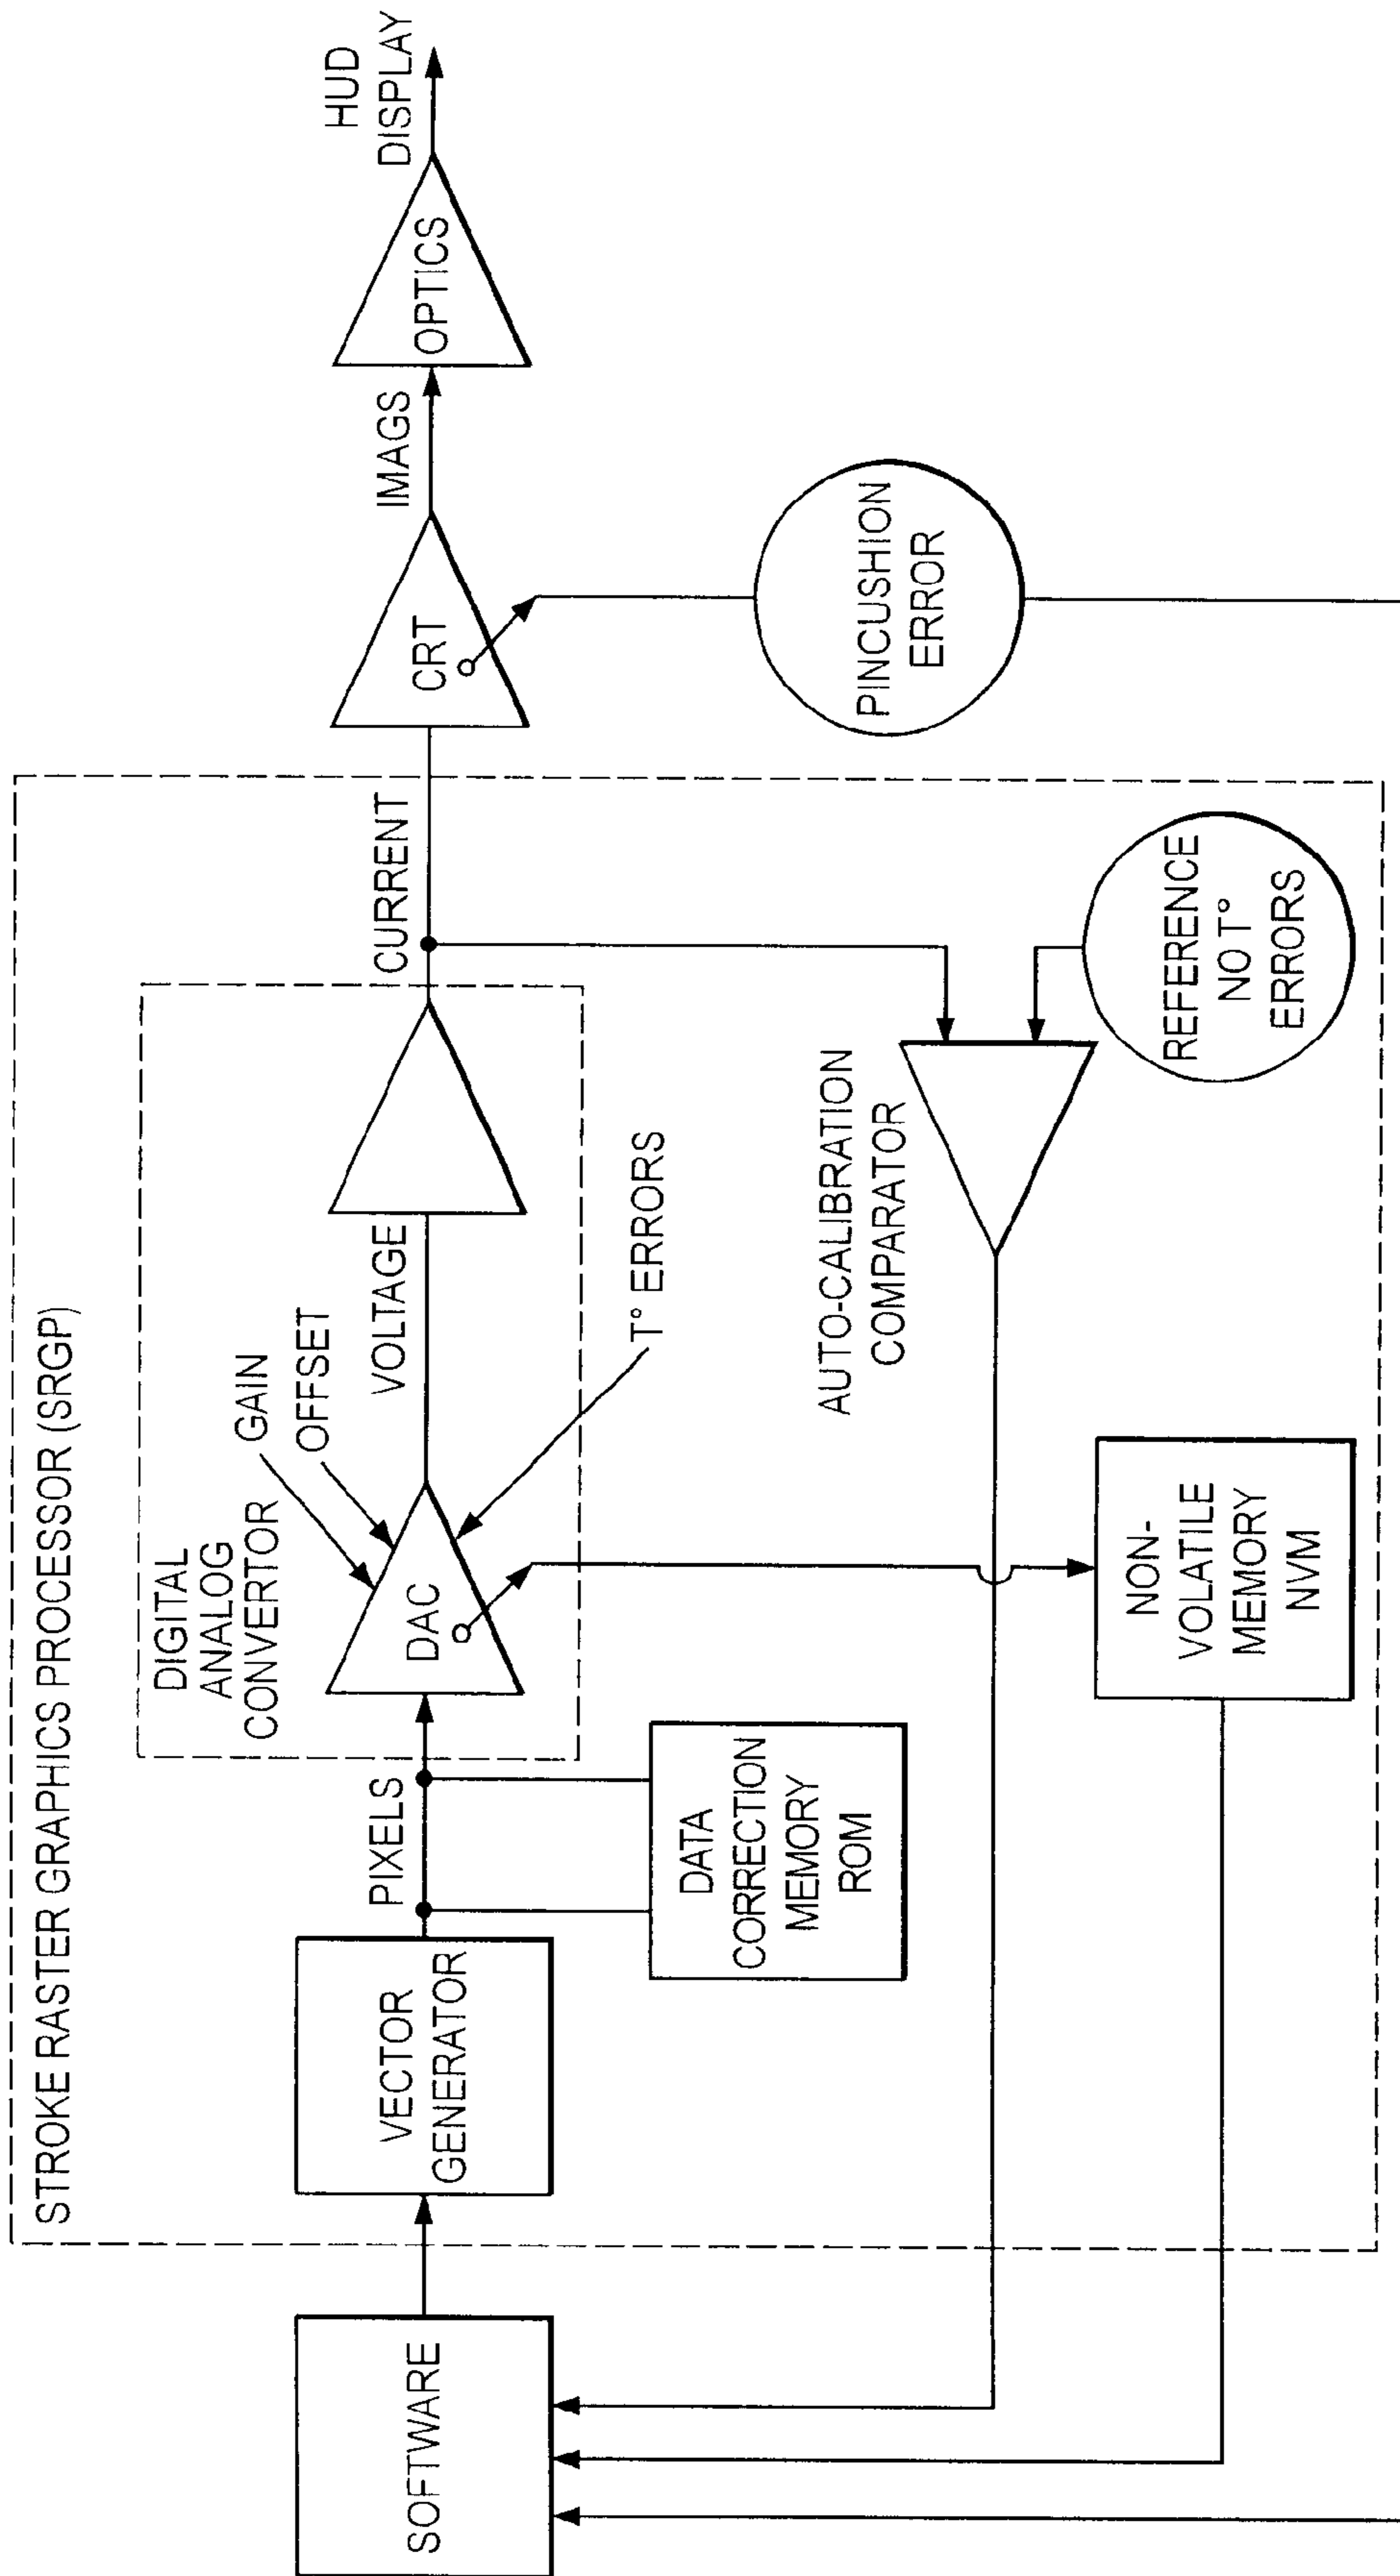 STROKE RASTER GRAPHICS PROCESSOR (SRGP)
SOFTWARE
VECTOR
GENERATOR
PIXELS
DATA
CORRECTION
MEMORY
ROM
DIGITAL
ANALOG
CONVERTOR
GAIN
OFFSET
DAC
T° ERRORS
VOLTAGE
CURRENT
CRT
IMAGS
OPTICS
HUD
DISPLAY
NON-
VOLATILE
MEMORY
NVM
AUTO-CALIBRATION
COMPARATOR
REFERENCE
NO T°
ERRORS
PINCUSHION
ERROR